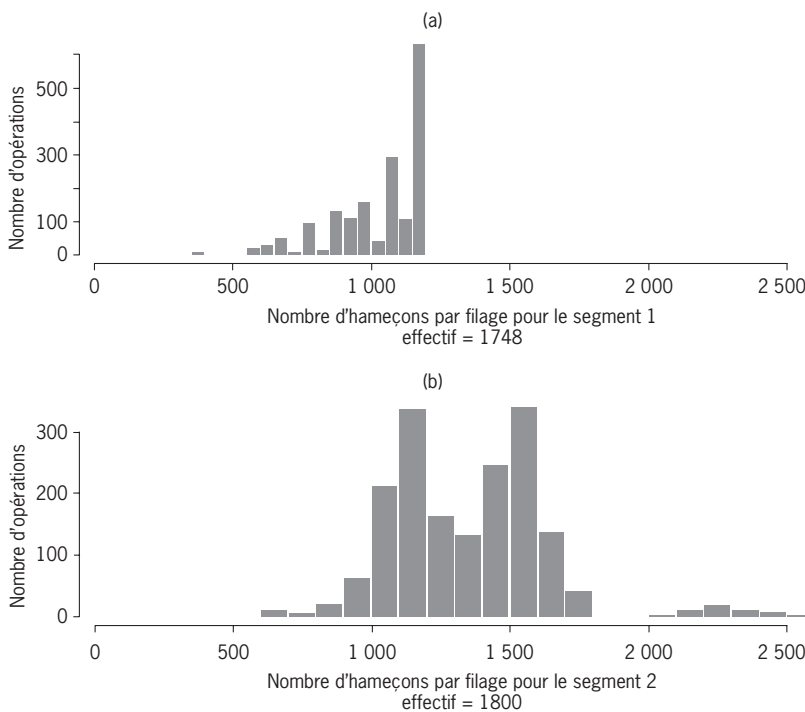 (a)
Nombre d'opérations
500
300
100
0
0 500 1 000 1 500 2 000 2 500
Nombre d'hameçons par filage pour le segment 1
effectif = 1748
(b)
Nombre d'opérations
300
200
100
0
0 500 1 000 1 500 2 000 2 500
Nombre d'hameçons par filage pour le segment 2
effectif = 1800